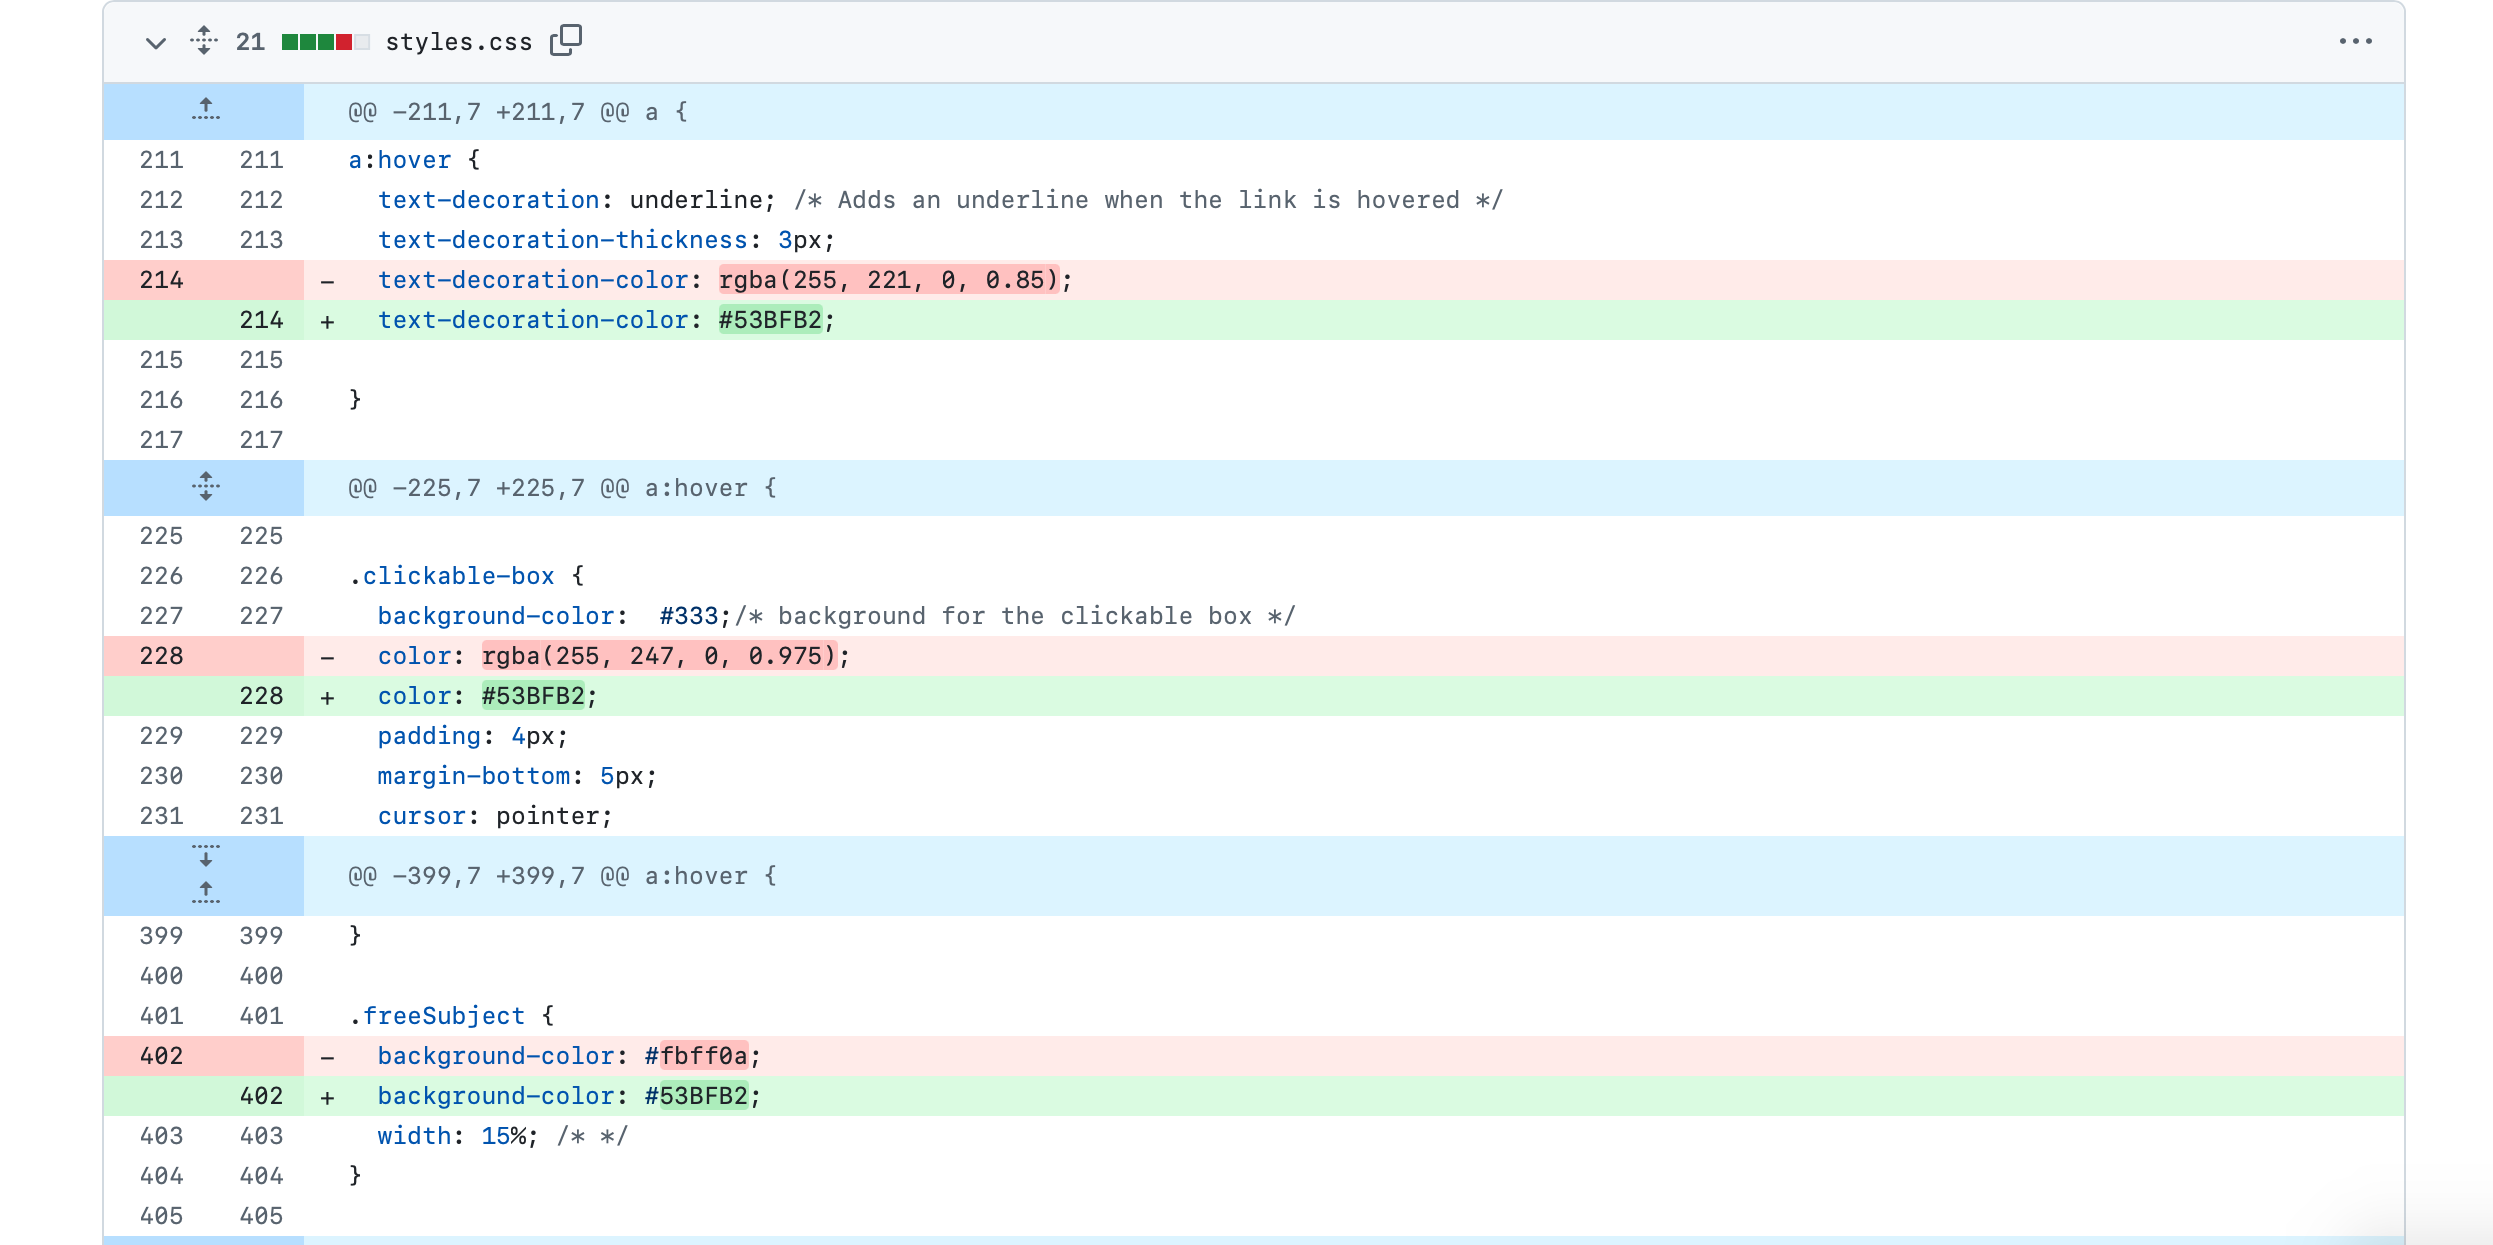 21 styles.css
@@ -211,7 +211,7 @@ a {
211 211 a:hover {
212 212 text-decoration: underline; /* Adds an underline when the link is hovered */
213 213 text-decoration-thickness: 3px;
214 - text-decoration-color: rgba(255, 221, 0, 0.85);
214 + text-decoration-color: #53BFB2;
215 215
216 216 }
217 217
@@ -225,7 +225,7 @@ a:hover {
225 225
226 226 .clickable-box {
227 227 background-color:  #333;/* background for the clickable box */
228 - color: rgba(255, 247, 0, 0.975);
228 + color: #53BFB2;
229 229 padding: 4px;
230 230 margin-bottom: 5px;
231 231 cursor: pointer;
@@ -399,7 +399,7 @@ a:hover {
399 399 }
400 400
401 401 .freeSubject {
402 - background-color: #fbff0a;
402 + background-color: #53BFB2;
403 403 width: 15%; /* */
404 404 }
405 405